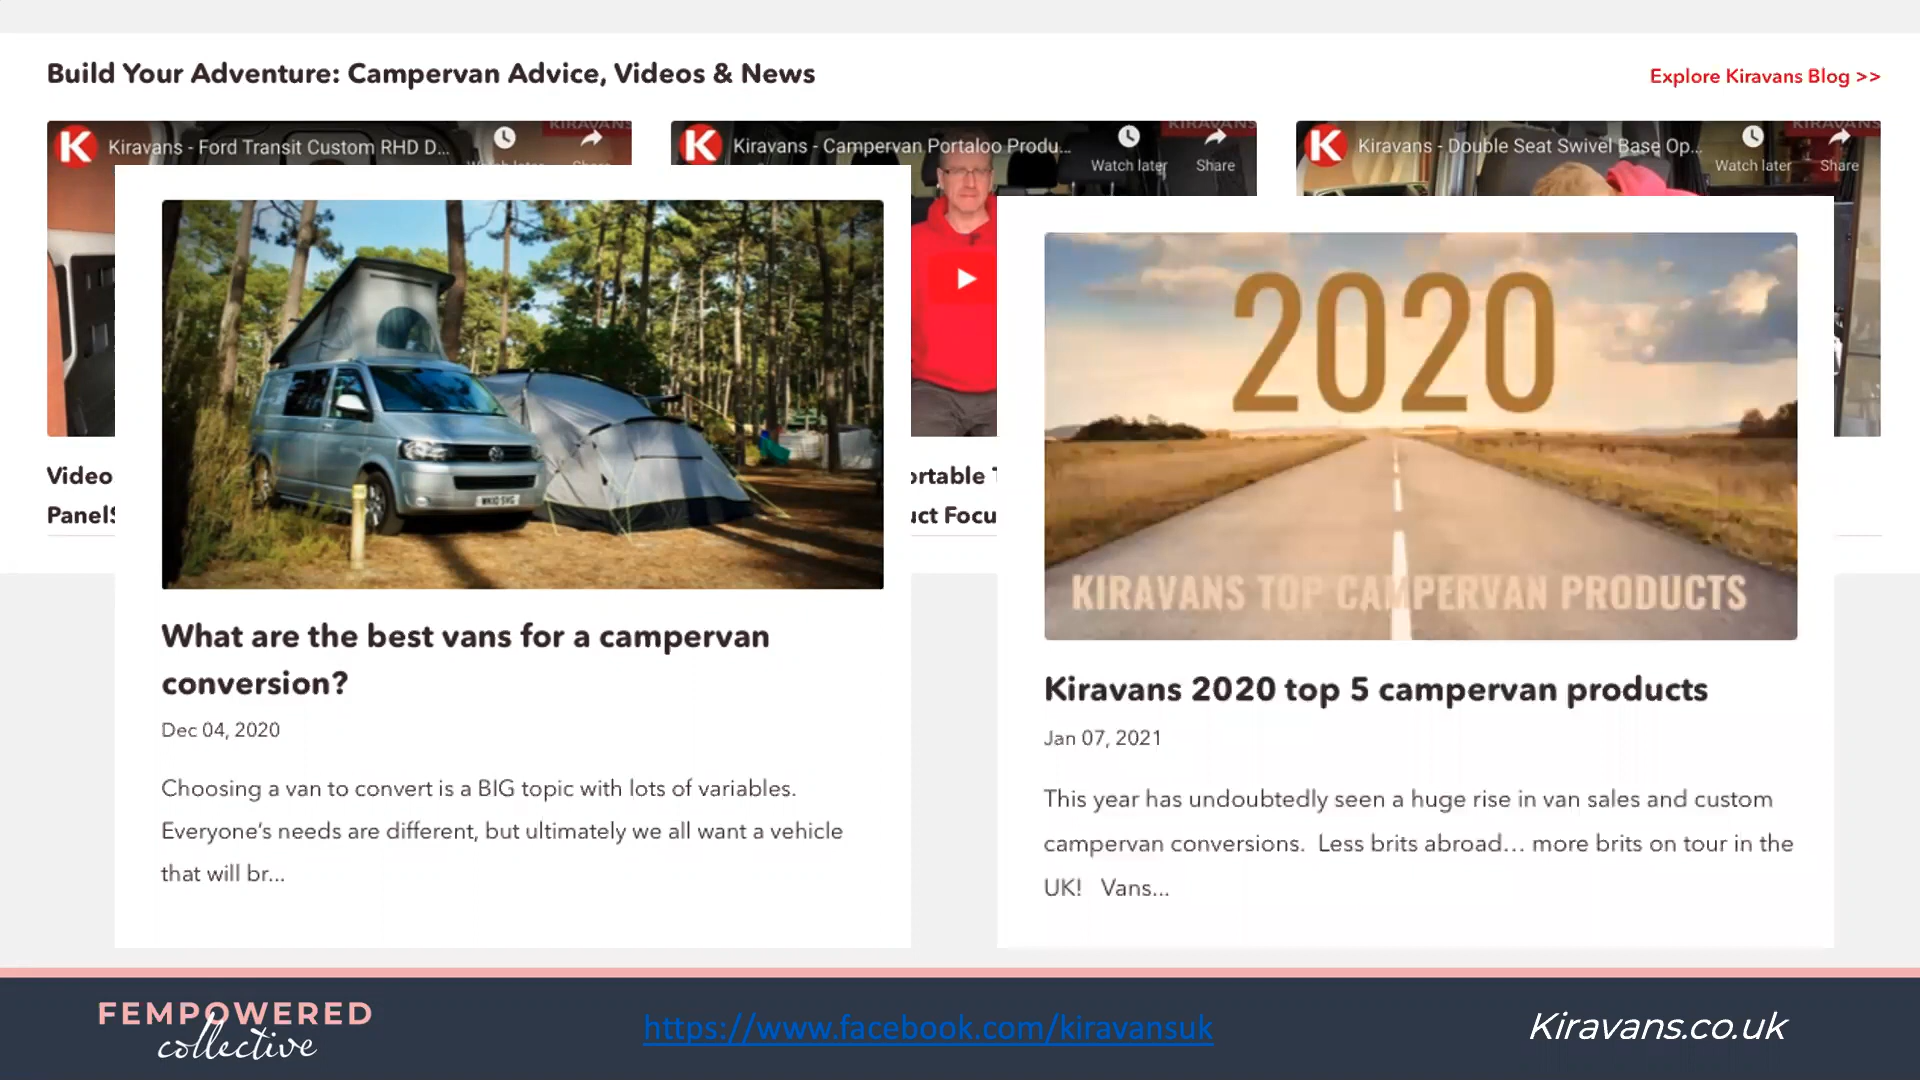 Build Your Adventure: Campervan Advice, Videos & News
Explore Kiravans Blog >>
Kiravans - Ford Transit Custom RHD D...
Kiravans - Campervan Portaloo Produ...
Watch later
Share
Kiravans - Double Seat Swivel Base Op...
Watch later
Share
Video
What are the best vans for a campervan
conversion?
Dec 04, 2020
Choosing a van to convert is a BIG topic with lots of variables.
Everyone's needs are different, but ultimately we all want a vehicle
that will br...
2020
KIRAVANS TOP CAMPERVAN PRODUCTS
Kiravans 2020 top 5 campervan products
Jan 07, 2021
This year has undoubtedly seen a huge rise in van sales and custom
campervan conversions. Less brits abroad... more brits on tour in the
UK! Vans...
FEMPOWERED
collective
https://www.facebook.com/kiravansuk
Kiravans.co.uk